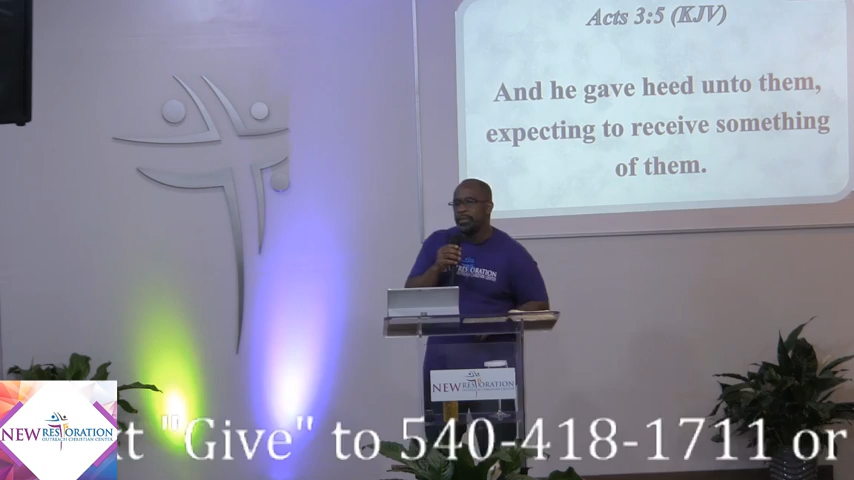 Acts 3:5 (KJV)
And he gave heed unto them,
expecting to receive something
of them.
RESTORATION
NEW RESTORATION
NEW RESTORATION
OUTREACH CHRISTIAN CENTER
"Give" to 540-418-1711 or